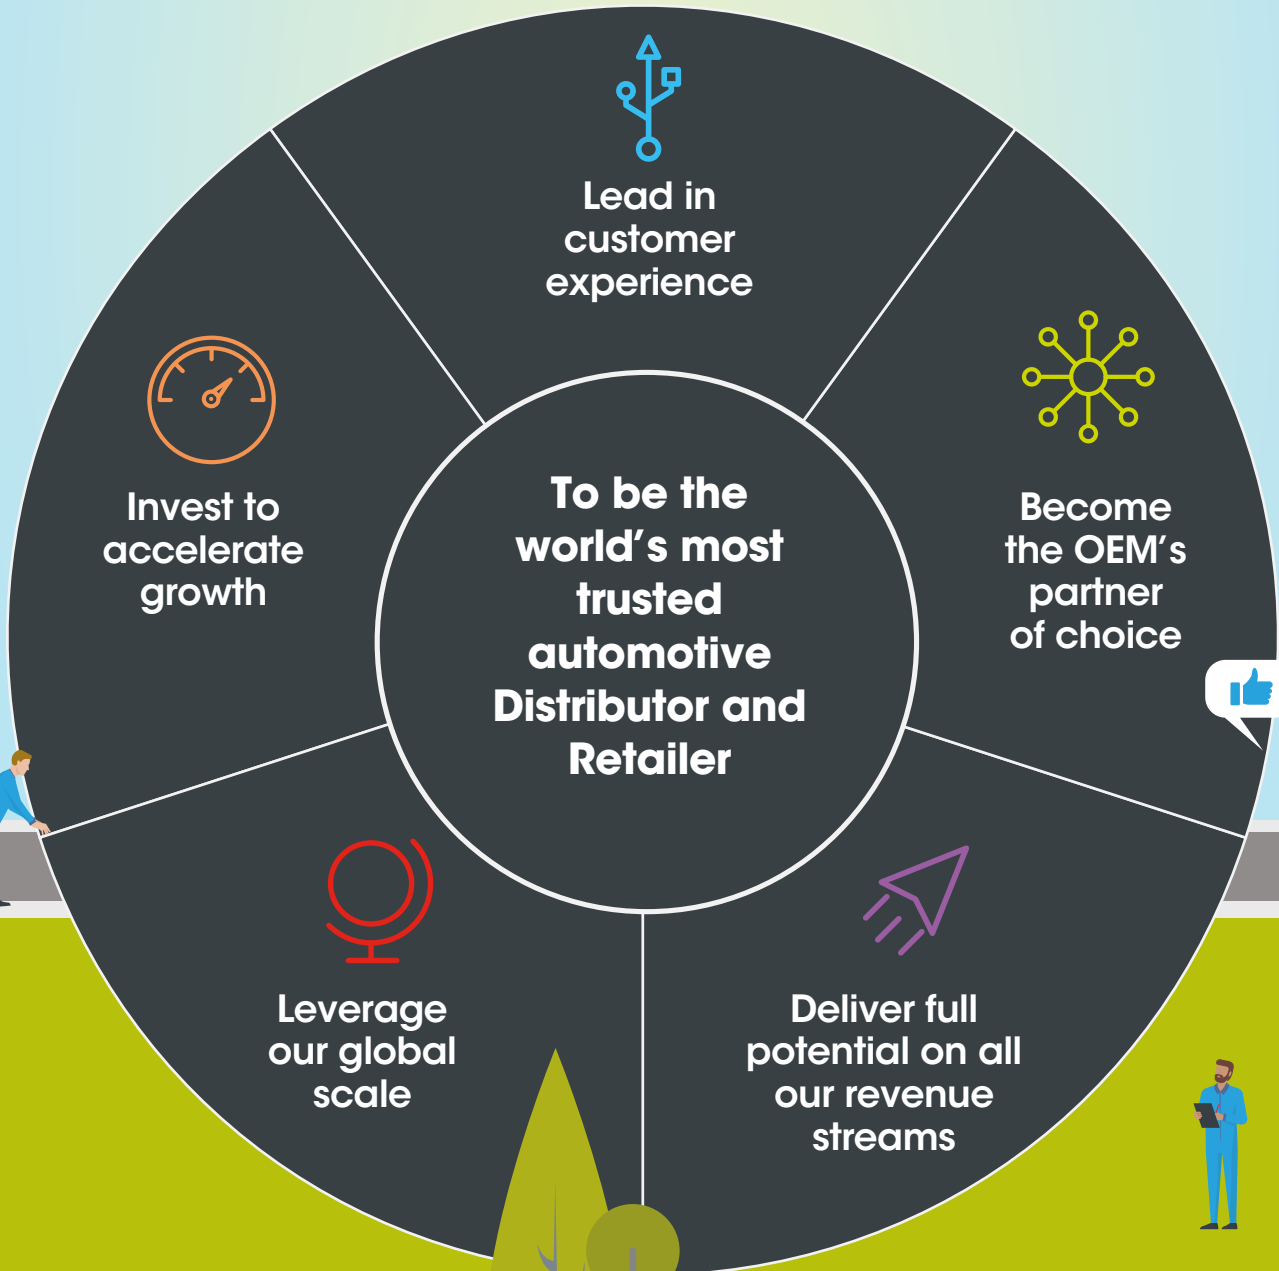 Lead in
customer
experience
Become
the OEM's
partner
of choice
Deliver full
potential on all
our revenue
streams
Leverage
our global
scale
Invest to
accelerate
growth
To be the
world's most
trusted
automotive
Distributor and
Retailer